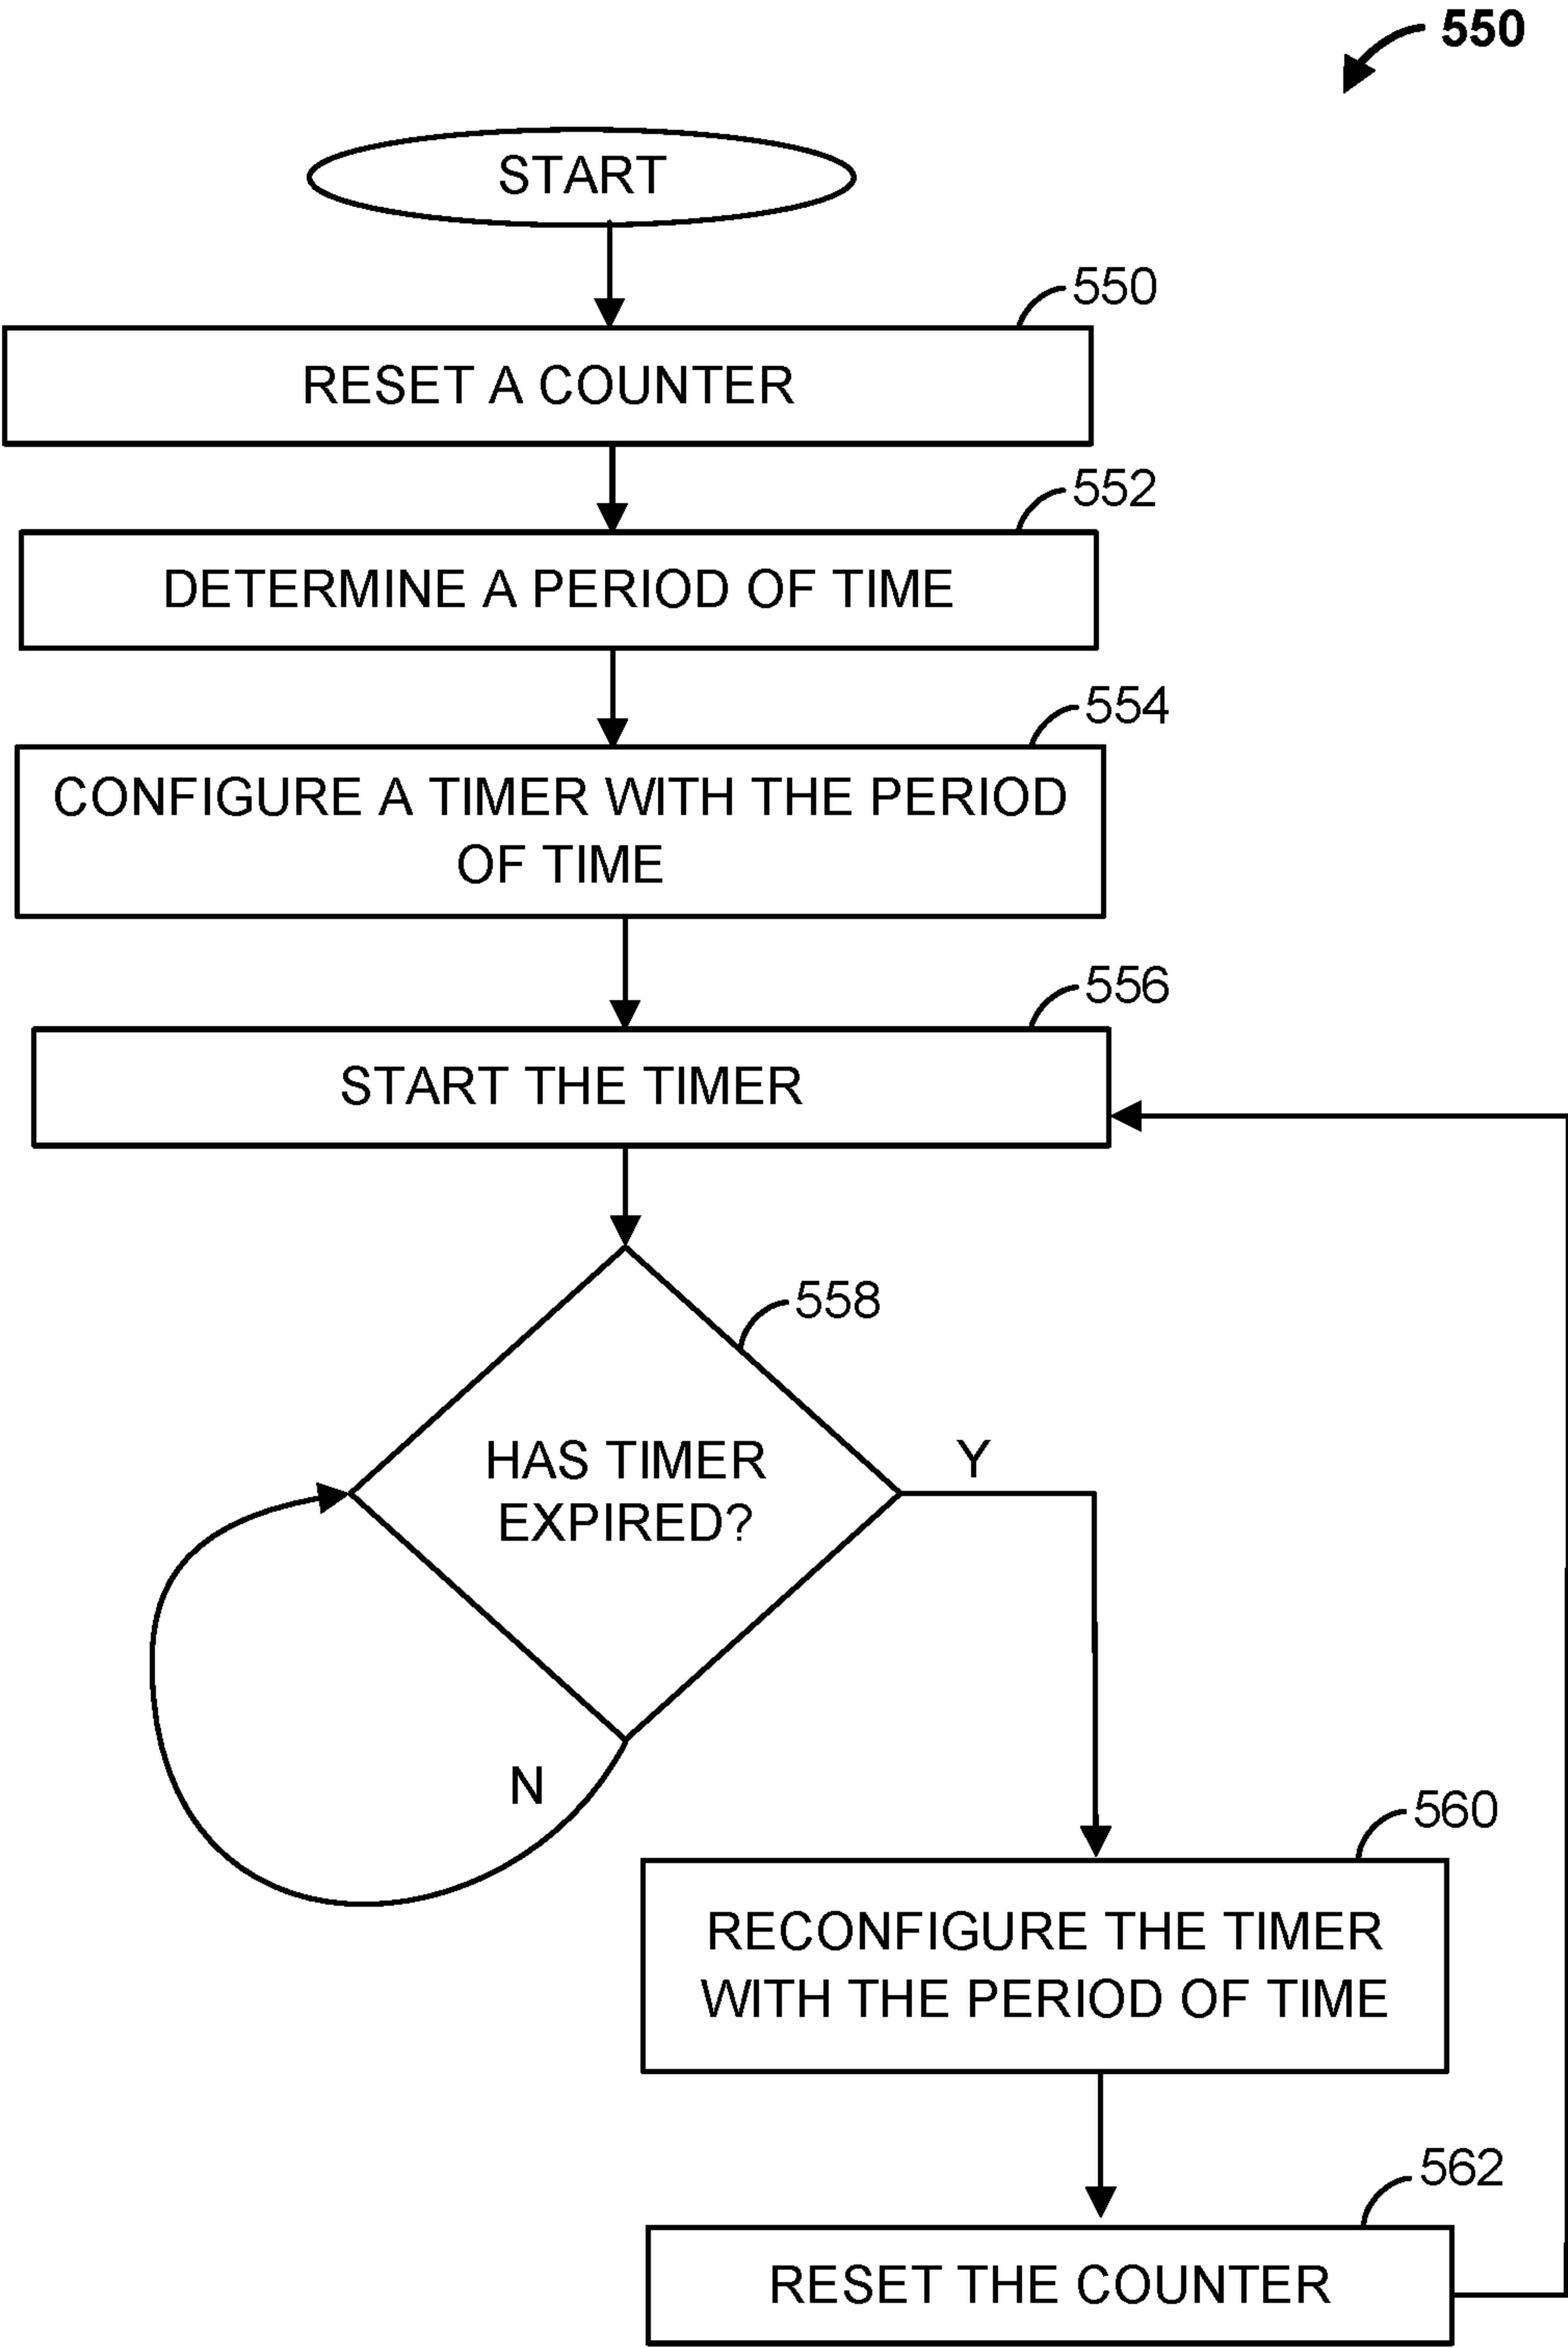 550
START
550
RESET A COUNTER
552
DETERMINE A PERIOD OF TIME
554
CONFIGURE A TIMER WITH THE PERIOD
OF TIME
556
START THE TIMER
558
HAS TIMER
EXPIRED?
Y
N
560
RECONFIGURE THE TIMER
WITH THE PERIOD OF TIME
562
RESET THE COUNTER